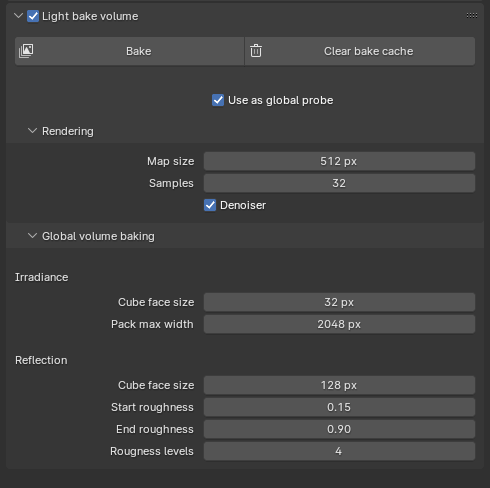 Light bake volume
Bake
Clear bake cache
Use as global probe
Rendering
Map size 512 px
Samples 32
Denoiser
Global volume baking
Irradiance
Cube face size 32 px
Pack max width 2048 px
Reflection
Cube face size 128 px
Start roughness 0.15
End roughness 0.90
Rougness levels 4